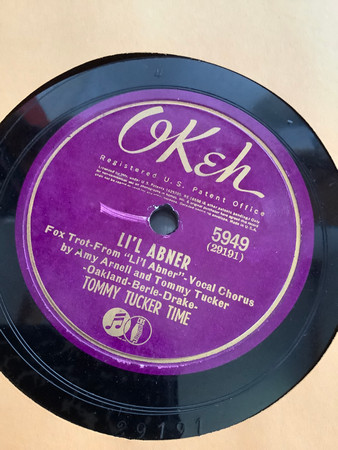 OKeh
Registered U.S. Patent Office
5949
(29191)
LI'L ABNER
Fox Trot-From "Li'l Abner"-Vocal Chorus
by Amy Arnell and Tommy Tucker
-Oakland-Berle-Drake-
TOMMY TUCKER TIME
29191